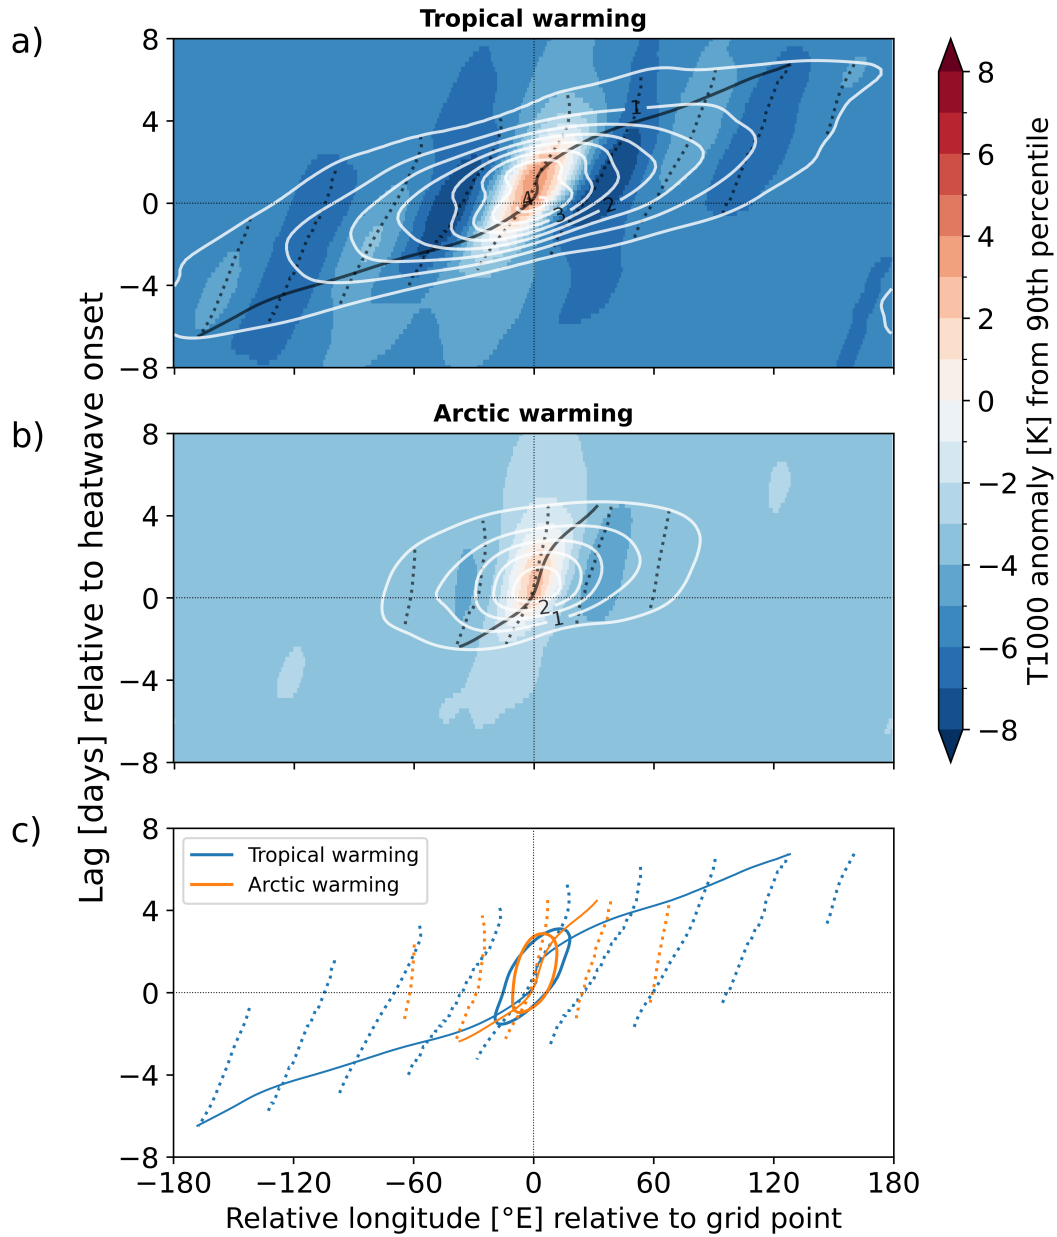 Tropical warming
a)
8
4
0
−4
−8
1
2
3
4
Arctic warming
b)
8
4
0
−4
−8
2
1
Lag [days] relative to heatwave onset
8
6
4
2
0
−2
−4
−6
−8
T1000 anomaly [K] from 90th percentile
c)
8
4
0
−4
−8
Tropical warming
Arctic warming
−180 −120 −60 0 60 120 180
Relative longitude [°E] relative to grid point